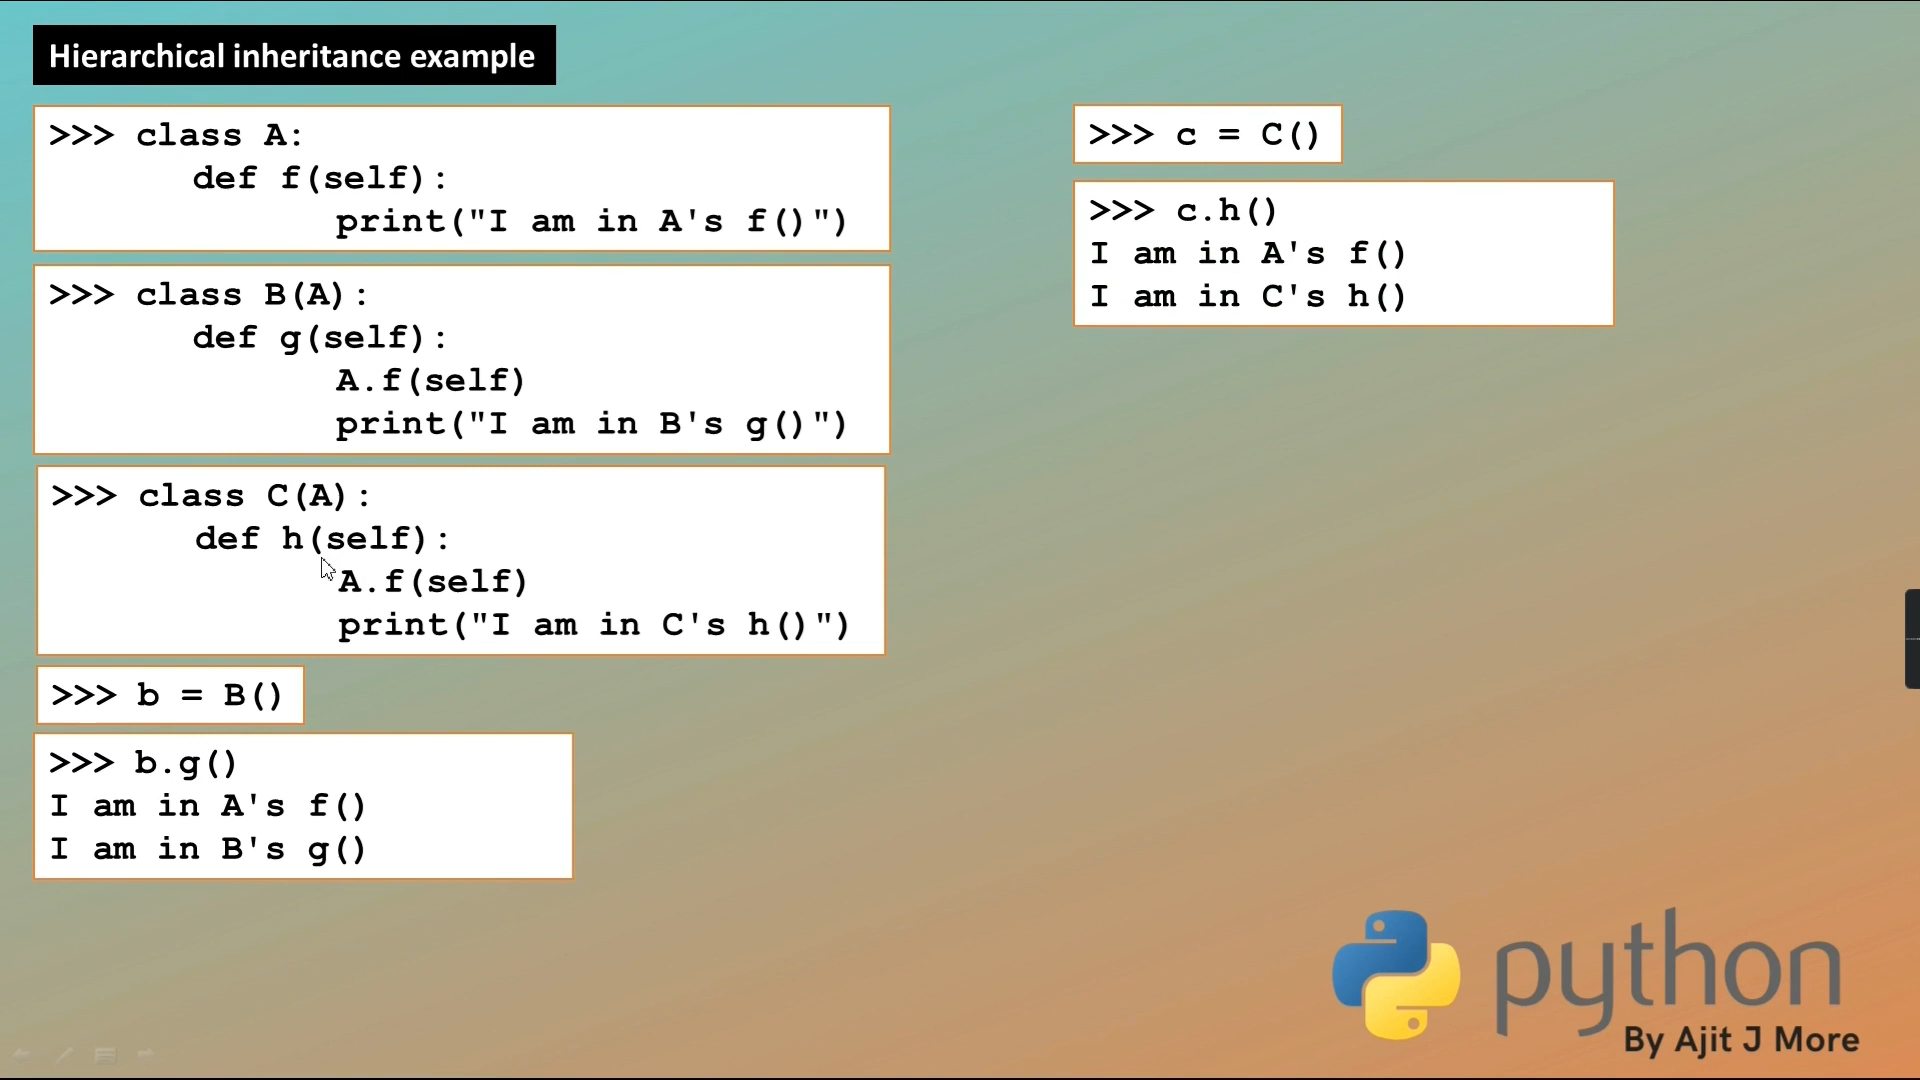 Hierarchical inheritance example
>>> class A:
def f(self):
print("I am in A's f()")
>>> class B(A):
def g(self):
A.f(self)
print("I am in B's g()")
>>> class C(A):
def h(self):
A.f(self)
print("I am in C's h()")
>>> b = B()
>>> b.g()
I am in A's f()
I am in B's g()
>>> c = C()
>>> c.h()
I am in A's f()
I am in C's h()
python
By Ajit J More